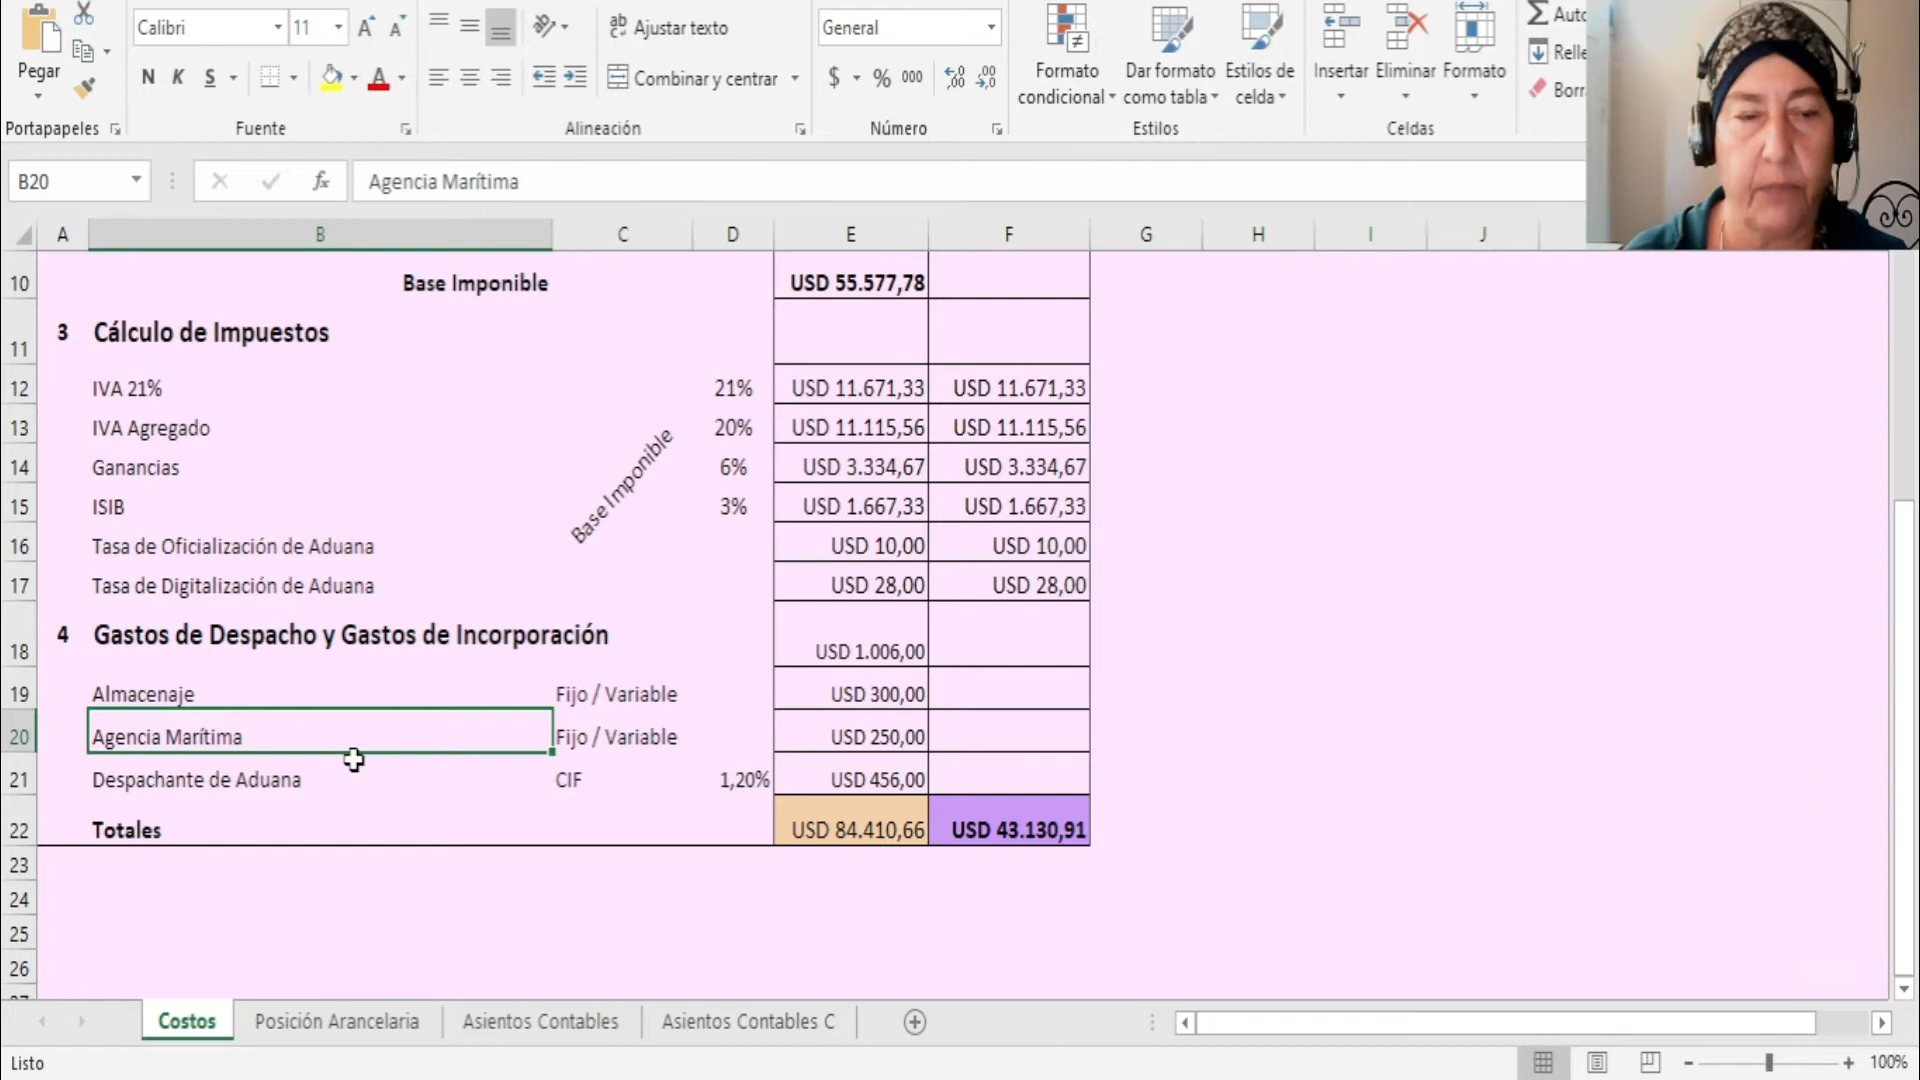 Calibri 11 ab Ajustar texto General Auto
Pegar N K S Combinar y centrar $ % 000 Formato condicional Dar formato como tabla Estilos de celda Insertar Eliminar Formato Relle
Borr
Portapapeles Fuente Alineación Número Estilos Celdas
B20 fx Agencia Marítima
A B C D E F G H I J
10 Base Imponible USD 55.577,78
11 3 Cálculo de Impuestos
12 IVA 21% 21% USD 11.671,33 USD 11.671,33
13 IVA Agregado 20% USD 11.115,56 USD 11.115,56
14 Ganancias 6% USD 3.334,67 USD 3.334,67
15 ISIB 3% USD 1.667,33 USD 1.667,33
Base Imponible
16 Tasa de Oficialización de Aduana USD 10,00 USD 10,00
17 Tasa de Digitalización de Aduana USD 28,00 USD 28,00
18 4 Gastos de Despacho y Gastos de Incorporación USD 1.006,00
19 Almacenaje Fijo / Variable USD 300,00
20 Agencia Marítima Fijo / Variable USD 250,00
21 Despachante de Aduana CIF 1,20% USD 456,00
22 Totales USD 84.410,66 USD 43.130,91
23
24
25
26
Costos Posición Arancelaria Asientos Contables Asientos Contables C
Listo 100%